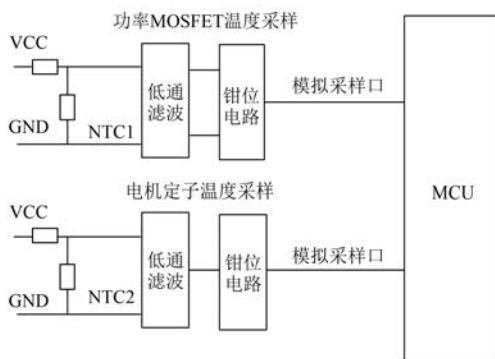 功率MOSFET温度采样
VCC
低通
滤波
钳位
电路
模拟采样口
GND
NTC1
MCU
电机定子温度采样
VCC
低通
滤波
钳位
电路
模拟采样口
GND
NTC2